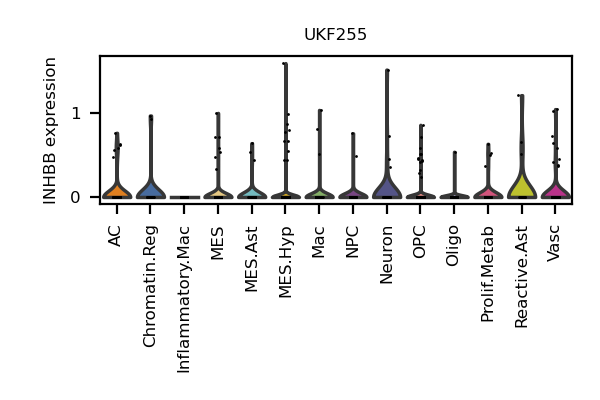 UKF255
INHBB expression
1
0
AC
Chromatin.Reg
Inflammatory.Mac
MES
MES.Ast
MES.Hyp
Mac
NPC
Neuron
OPC
Oligo
Prolif.Metab
Reactive.Ast
Vasc